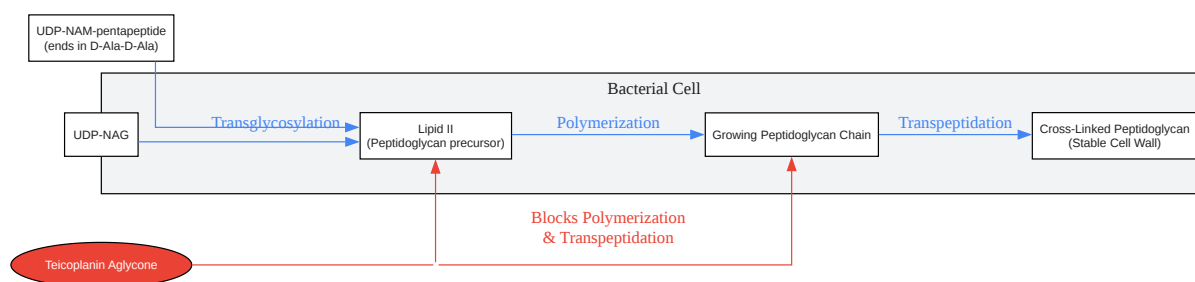 UDP-NAM-pentapeptide
(ends in D-Ala-D-Ala)
Bacterial Cell
UDP-NAG
Transglycosylation
Lipid II
(Peptidoglycan precursor)
Polymerization
Growing Peptidoglycan Chain
Transpeptidation
Cross-Linked Peptidoglycan
(Stable Cell Wall)
Blocks Polymerization
& Transpeptidation
Teicoplanin Aglycone